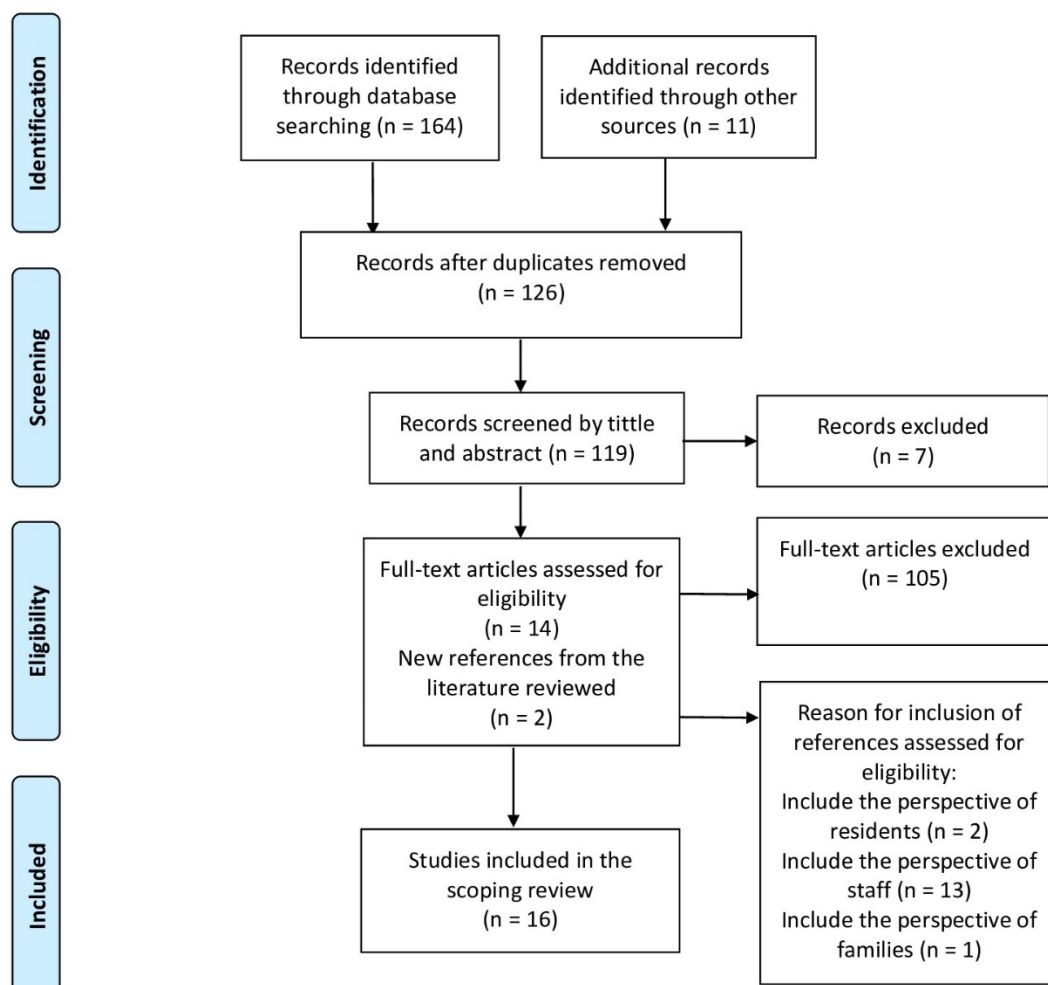 Identification
Records identified
through database
searching (n = 164)
Additional records
identified through other
sources (n = 11)
Records after duplicates removed
(n = 126)
Screening
Records screened by tittle
and abstract (n = 119)
Records excluded
(n = 7)
Eligibility
Full-text articles assessed for
eligibility
(n = 14)
New references from the
literature reviewed
(n = 2)
Full-text articles excluded
(n = 105)
Reason for inclusion of
references assessed for
eligibility:
Include the perspective of
residents (n = 2)
Include the perspective of
staff (n = 13)
Include the perspective of
families (n = 1)
Included
Studies included in the
scoping review
(n = 16)